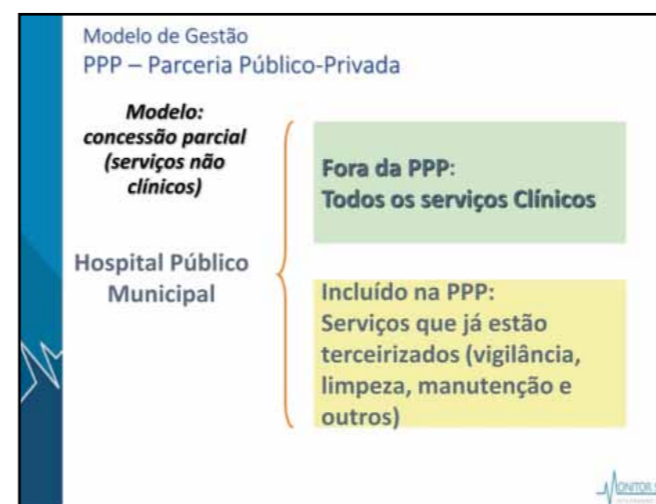 Modelo de Gestão
PPP – Parceria Público-Privada
Modelo:
concessão parcial
(serviços não
clínicos)
Hospital Público
Municipal
Fora da PPP:
Todos os serviços Clínicos
Incluído na PPP:
Serviços que já estão
terceirizados (vigilância,
limpeza, manutenção e
outros)
MONITOR